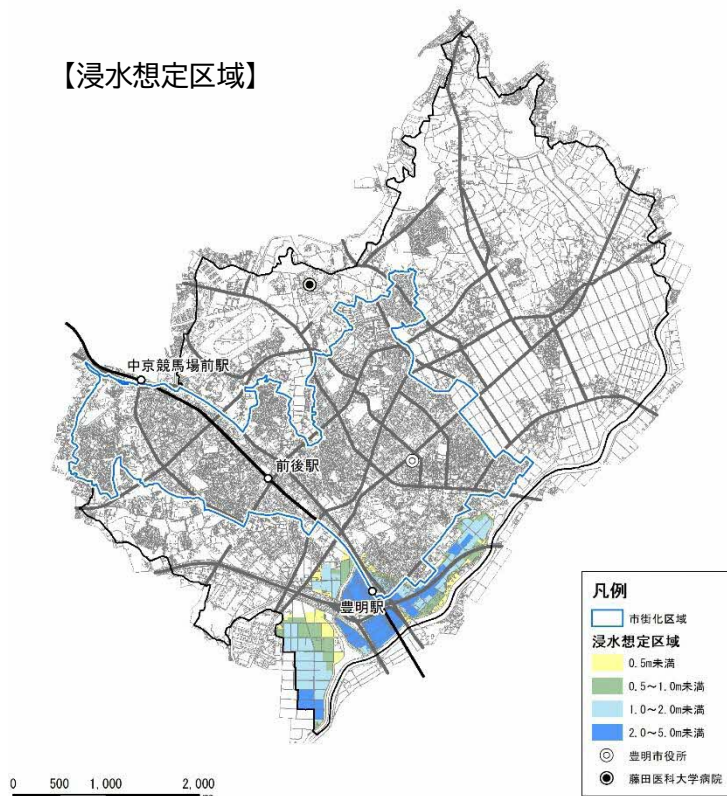 【浸水想定区域】
中京競馬場前駅
前後駅
豊明駅
凡例
市街化区域
浸水想定区域
0.5m未満
0.5～1.0m未満
1.0～2.0m未満
2.0～5.0m未満
豊明市役所
藤田医科大学病院
0 500 1,000 2,000